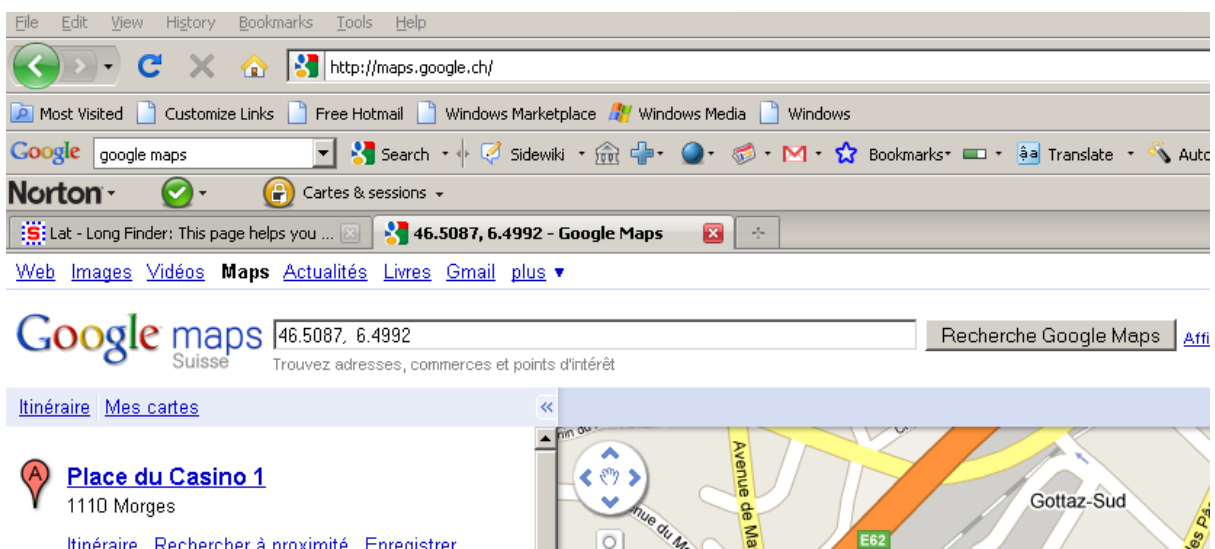 File Edit View History Bookmarks Tools Help
http://maps.google.ch/
Most Visited Customize Links Free Hotmail Windows Marketplace Windows Media Windows
Google google maps Search Sidewiki Bookmarks Translate Auto
Norton Cartes & sessions
Lat - Long Finder: This page helps you ... 46.5087, 6.4992 - Google Maps
Web Images Vidéos Maps Actualités Livres Gmail plus
Google maps 46.5087, 6.4992 Recherche Google Maps Affi
Suisse Trouvez adresses, commerces et points d'intérêt
Itinéraire Mes cartes «
A Place du Casino 1
1110 Morges
Itinéraire Rechercher à proximité Enregistrer
Avenue de Ma
Gottaz-Sud
E62